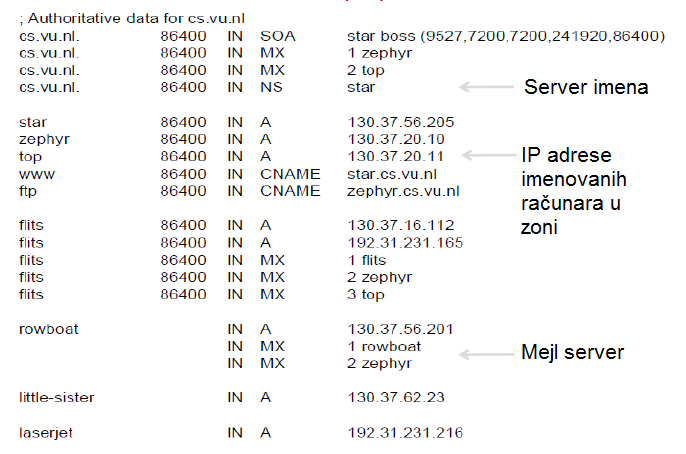 ; Authoritative data for cs.vu.nl
cs.vu.nl. 86400 IN SOA star boss (9527,7200,7200,241920,86400)
cs.vu.nl. 86400 IN MX 1 zephyr
cs.vu.nl. 86400 IN MX 2 top
cs.vu.nl. 86400 IN NS star
Server imena
star 86400 IN A 130.37.56.205
zephyr 86400 IN A 130.37.20.10
top 86400 IN A 130.37.20.11
www 86400 IN CNAME star.cs.vu.nl
ftp 86400 IN CNAME zephyr.cs.vu.nl
IP adrese
imenovanih
računara u
zoni
flits 86400 IN A 130.37.16.112
flits 86400 IN A 192.31.231.165
flits 86400 IN MX 1 flits
flits 86400 IN MX 2 zephyr
flits 86400 IN MX 3 top
rowboat IN A 130.37.56.201
IN MX 1 rowboat
IN MX 2 zephyr
Mejl server
little-sister IN A 130.37.62.23
laserjet IN A 192.31.231.216